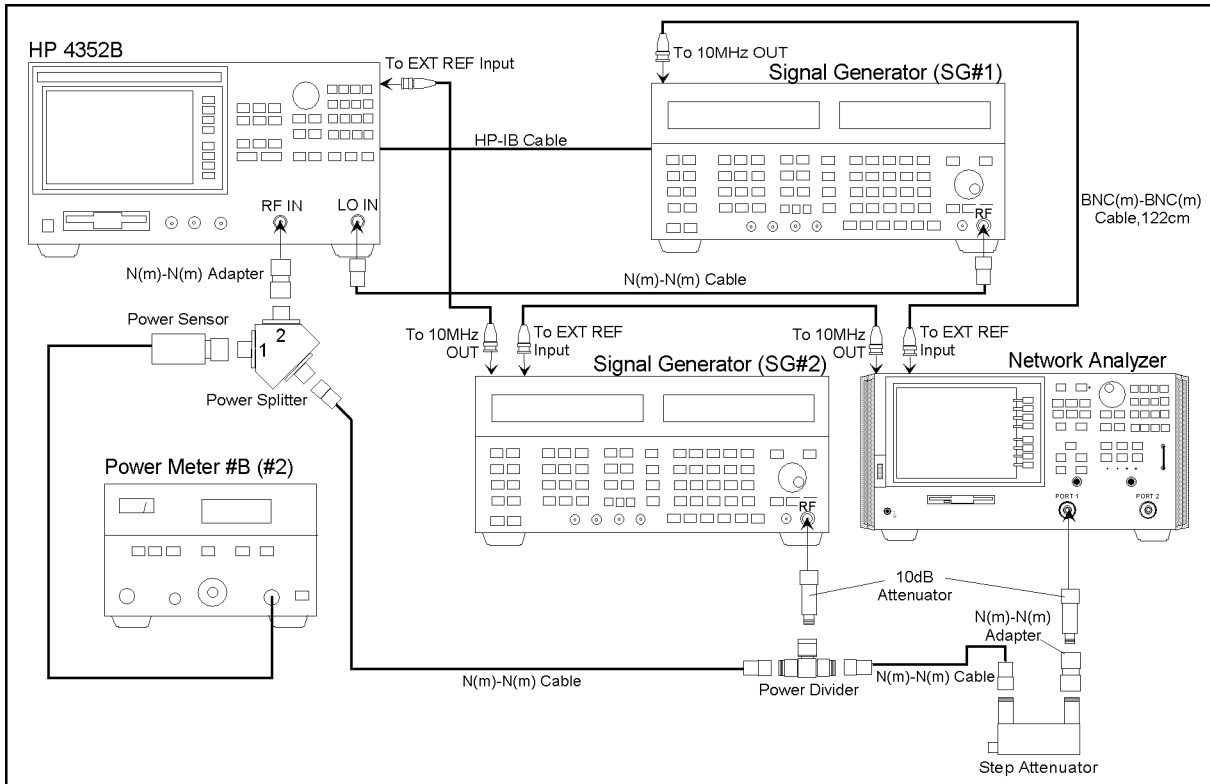 HP 4352B
To EXT REF Input
To 10MHz OUT
Signal Generator (SG#1)
HP-IB Cable
RF IN
LO IN
RF
BNC(m)-BNC(m)
Cable,122cm
N(m)-N(m) Adapter
N(m)-N(m) Cable
Power Sensor
1
2
Power Splitter
To 10MHz
OUT
To EXT REF
Input
To 10MHz
OUT
To EXT REF
Input
Signal Generator (SG#2)
Network Analyzer
Power Meter #B (#2)
RF
PORT 1
PORT 2
10dB
Attenuator
N(m)-N(m)
Adapter
N(m)-N(m) Cable
Power Divider
N(m)-N(m) Cable
Step Attenuator